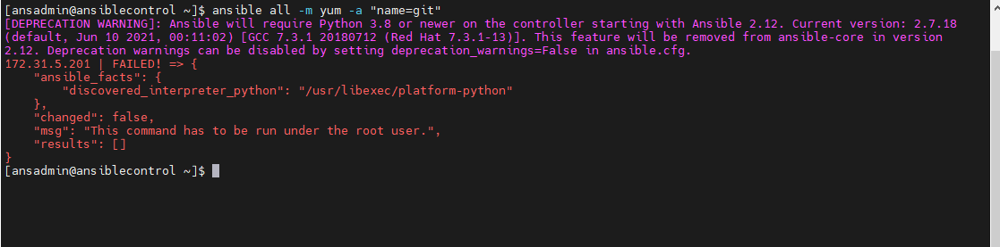 [ansadmin@ansiblecontrol ~]$ ansible all -m yum -a "name=git"
[DEPRECATION WARNING]: Ansible will require Python 3.8 or newer on the controller starting with Ansible 2.12. Current version: 2.7.18
(default, Jun 10 2021, 00:11:02) [GCC 7.3.1 20180712 (Red Hat 7.3.1-13)]. This feature will be removed from ansible-core in version
2.12. Deprecation warnings can be disabled by setting deprecation_warnings=False in ansible.cfg.
172.31.5.201 | FAILED! => {
    "ansible_facts": {
        "discovered_interpreter_python": "/usr/libexec/platform-python"
    },
    "changed": false,
    "msg": "This command has to be run under the root user.",
    "results": []
}
[ansadmin@ansiblecontrol ~]$